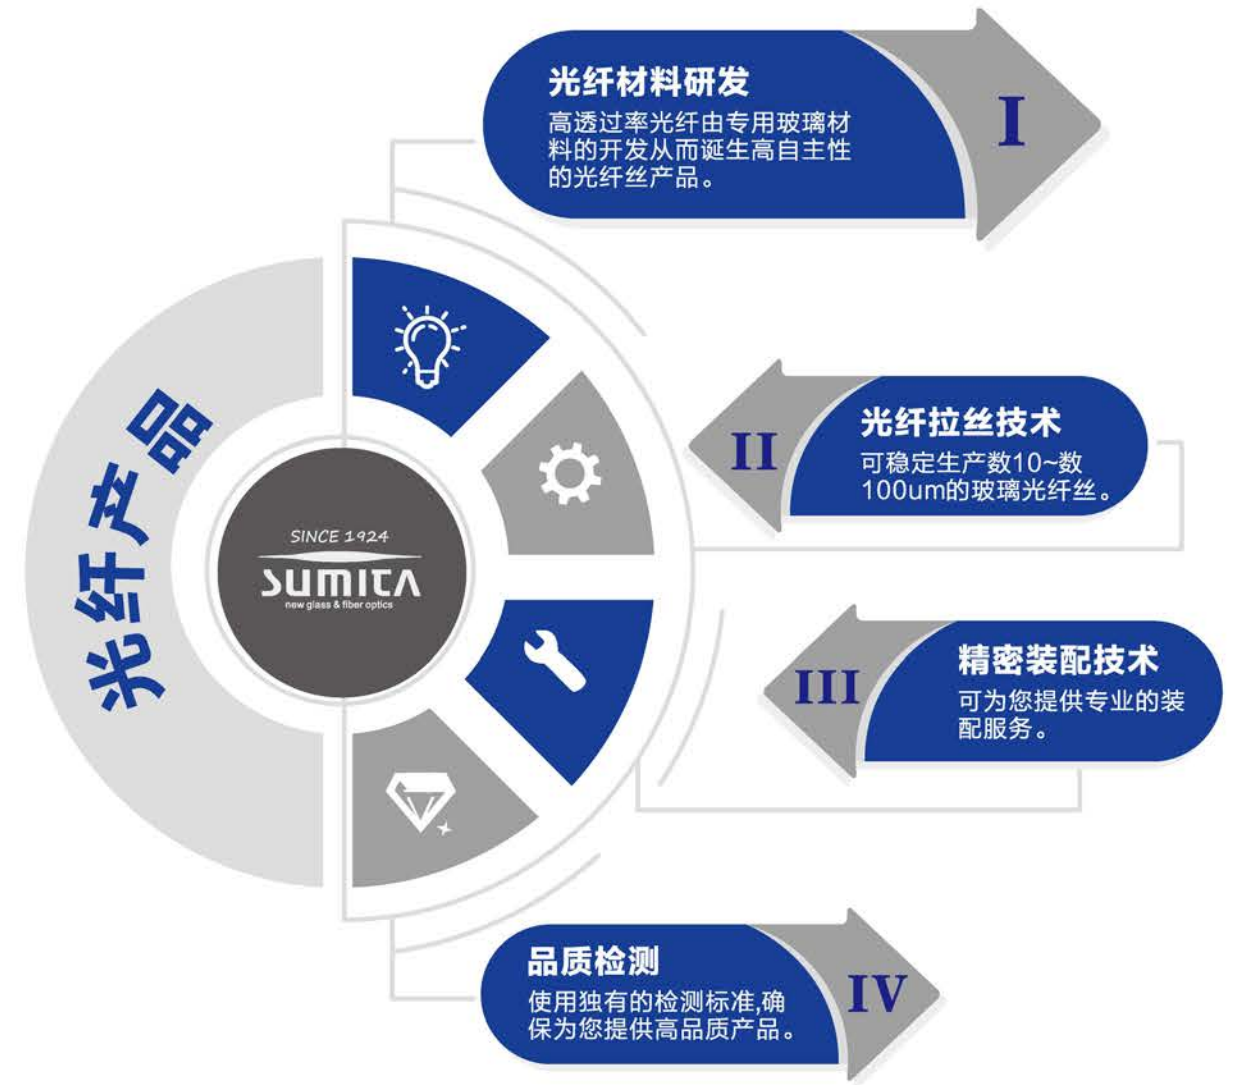 光纤材料研发
高透过率光纤由专用玻璃材
料的开发从而诞生高自主性
的光纤丝产品。
I
光纤产品
SINCE 1924
SUMITA
new glass & fiber optics
II
光纤拉丝技术
可稳定生产数10~数
100um的玻璃光纤丝。
III
精密装配技术
可为您提供专业的装
配服务。
品质检测
使用独有的检测标准,确
保为您提供高品质产品。
IV